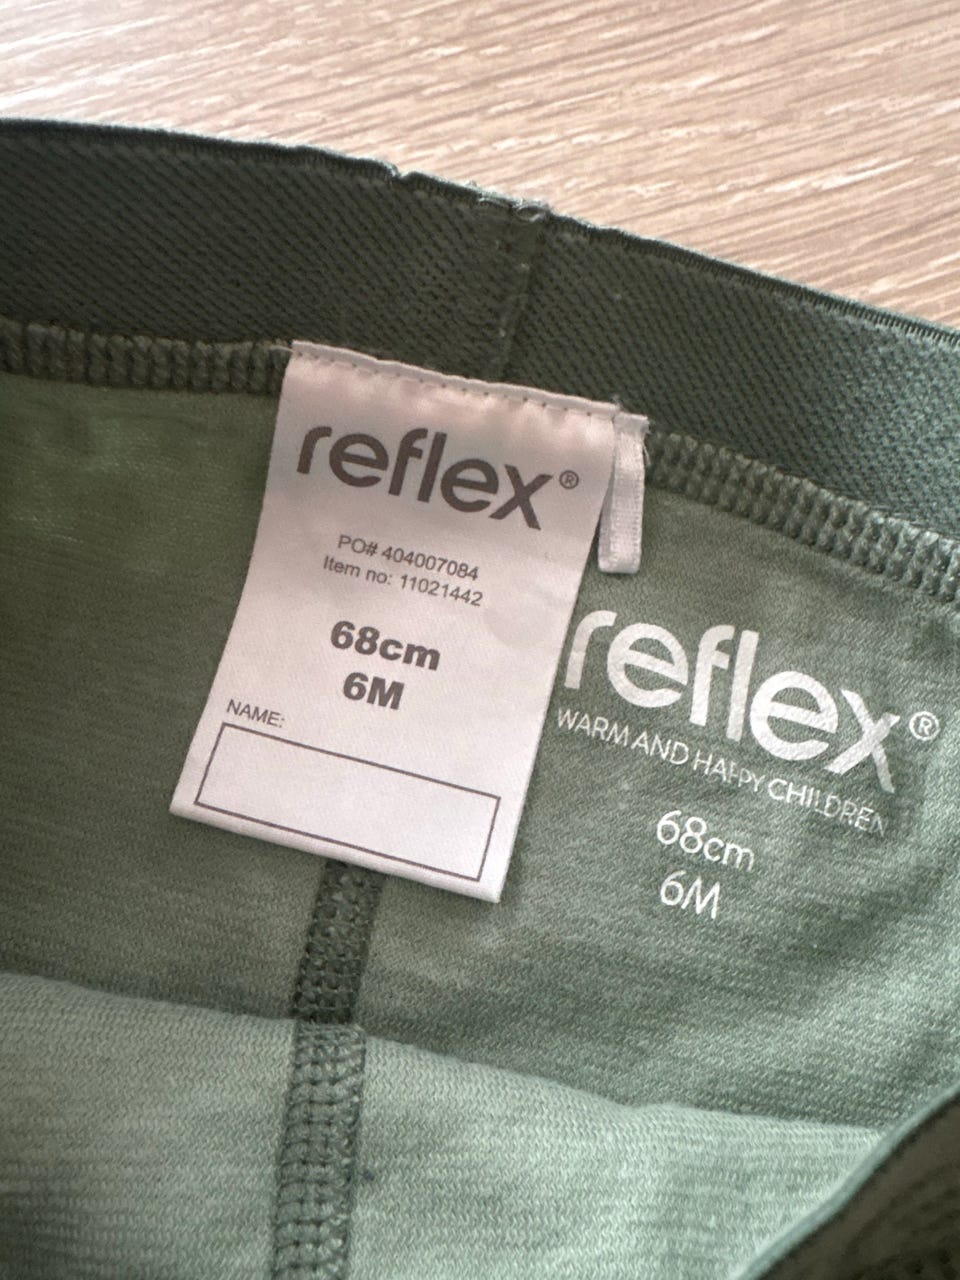 reflex®
PO# 404007084
Item no: 11021442
68cm
6M
NAME:
reflex®
WARM AND HAPPY CHILDREN
68cm
6M